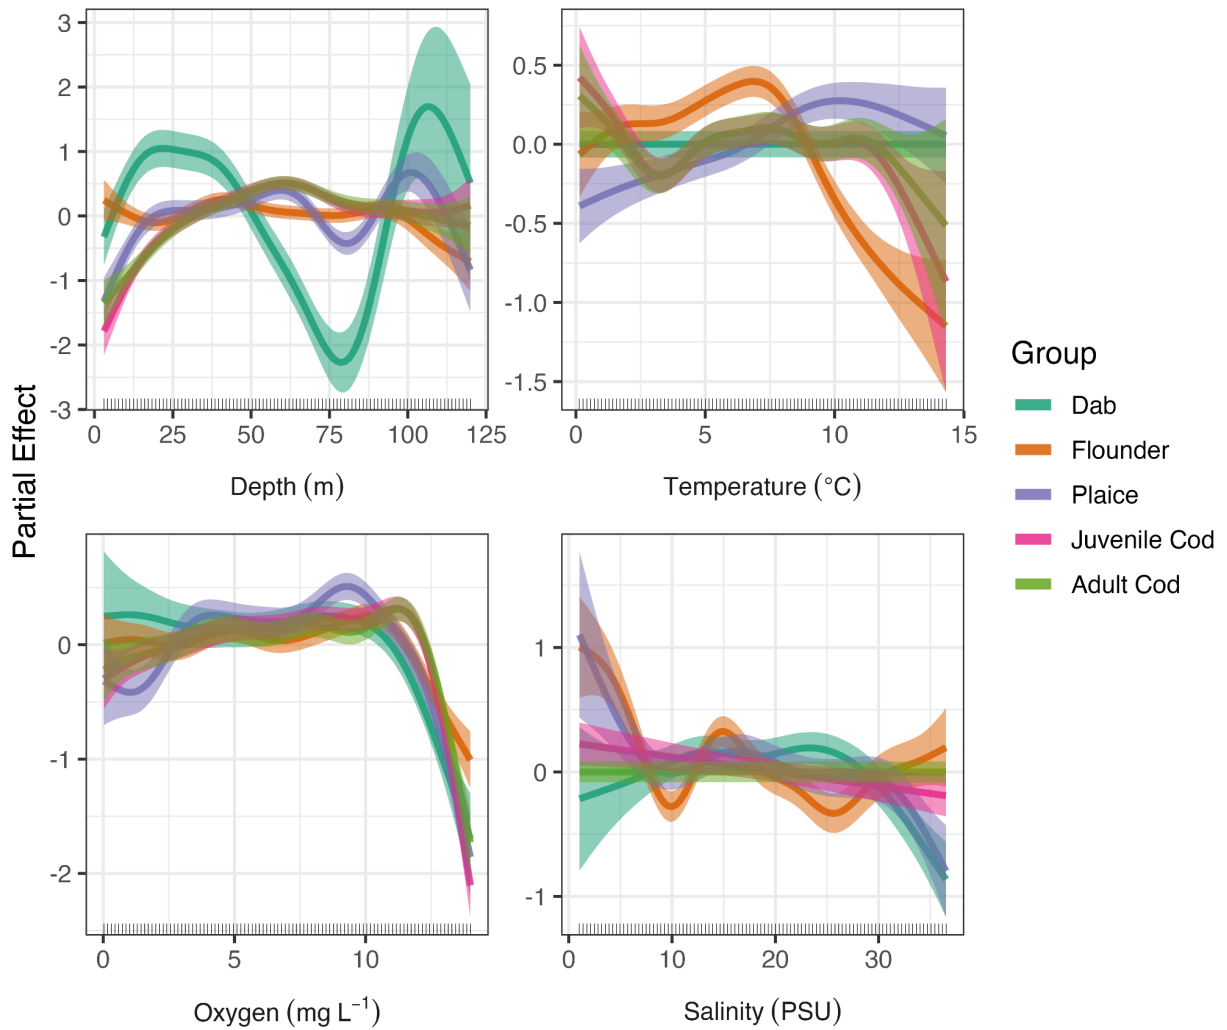 Partial Effect
3
2
1
0
-1
-2
-3
0 25 50 75 100 125
Depth (m)
0.5
0.0
-0.5
-1.0
-1.5
0 5 10 15
Temperature (°C)
0
-1
-2
0 5 10
Oxygen (mg L⁻¹)
1
0
-1
0 10 20 30
Salinity (PSU)
Group
Dab
Flounder
Plaice
Juvenile Cod
Adult Cod